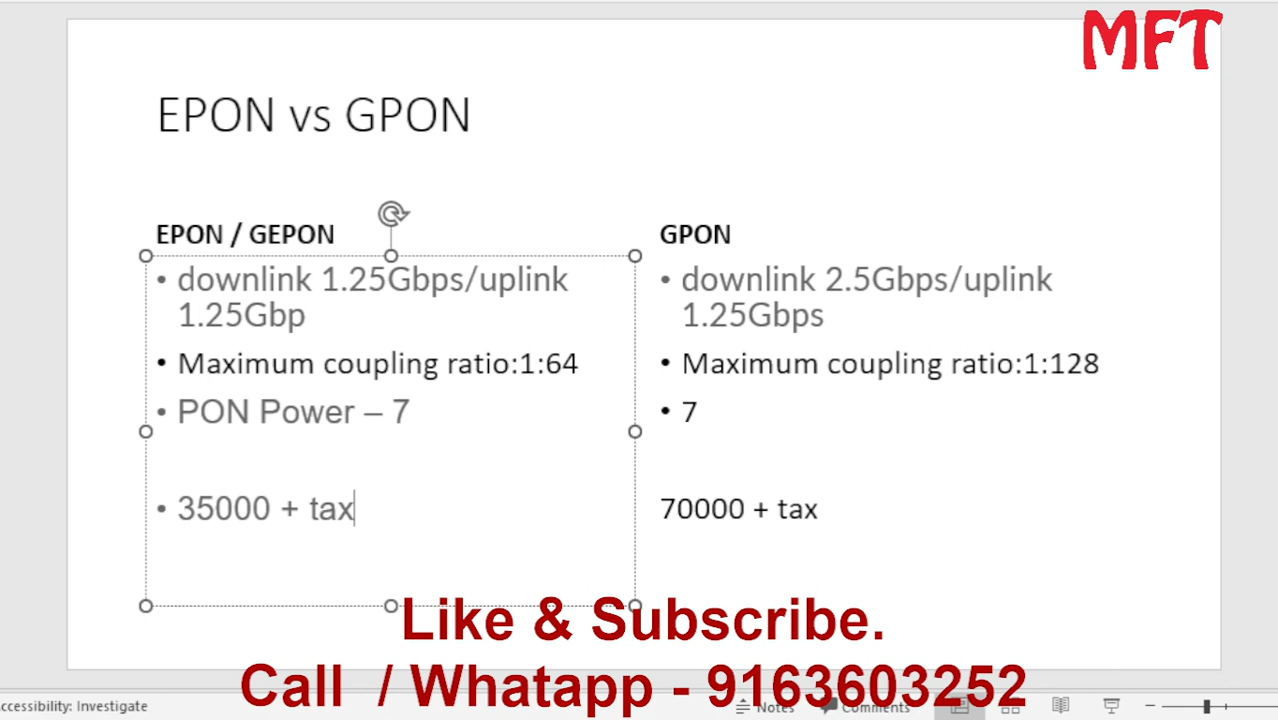 MFT
EPON vs GPON
EPON / GEPON
• downlink 1.25Gbps/uplink
1.25Gbp
• Maximum coupling ratio:1:64
• PON Power – 7
• 35000 + tax
GPON
• downlink 2.5Gbps/uplink
1.25Gbps
• Maximum coupling ratio:1:128
• 7
70000 + tax
Like & Subscribe.
Call / Whatapp - 9163603252
ccessibility: Investigate
Notes
Comments